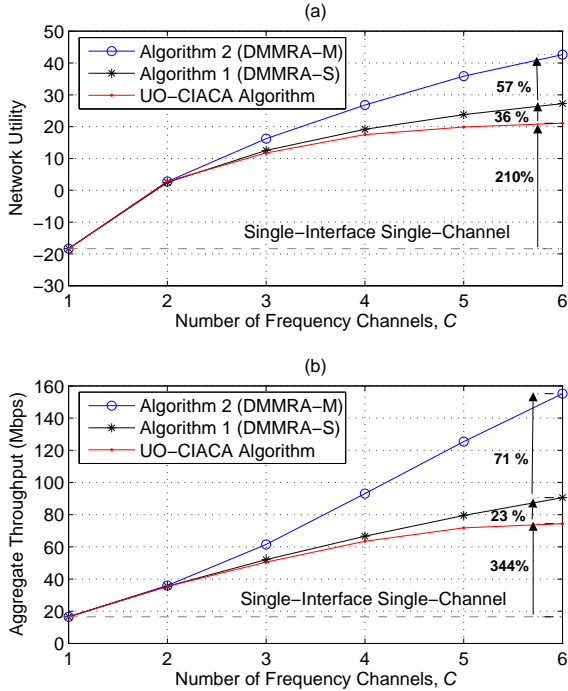 (a)
50
40
30
20
10
0
−10
−20
−30
Network Utility
Algorithm 2 (DMMRA−M)
Algorithm 1 (DMMRA−S)
UO−CIACA Algorithm
57 %
36 %
210%
Single−Interface Single−Channel
1 2 3 4 5 6
Number of Frequency Channels, C
(b)
160
140
120
100
80
60
40
20
0
Aggregate Throughput (Mbps)
Algorithm 2 (DMMRA−M)
Algorithm 1 (DMMRA−S)
UO−CIACA Algorithm
71 %
23 %
344%
Single−Interface Single−Channel
1 2 3 4 5 6
Number of Frequency Channels, C